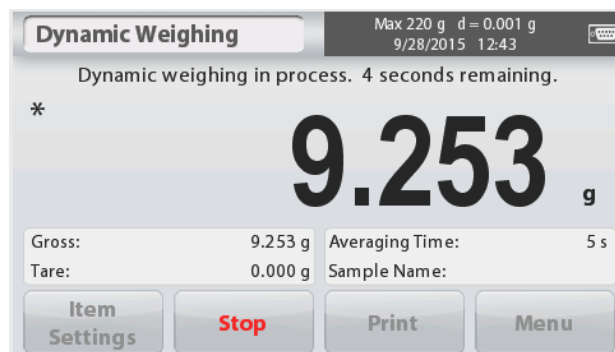 Dynamic Weighing
Max 220 g d = 0.001 g
9/28/2015 12:43
Dynamic weighing in process. 4 seconds remaining.
*
9.253 g
Gross: 9.253 g
Tare: 0.000 g
Averaging Time: 5 s
Sample Name:
Item
Settings
Stop
Print
Menu